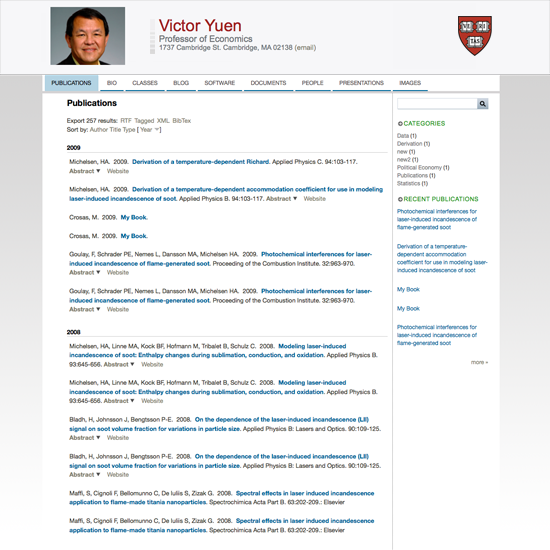 Victor Yuen
Professor of Economics
1737 Cambridge St. Cambridge, MA 02138 (email)
PUBLICATIONS BIO CLASSES BLOG SOFTWARE DOCUMENTS PEOPLE PRESENTATIONS IMAGES
Publications
Export 257 results: RTF Tagged XML BibTex
Sort by: Author Title Type [ Year ]
2009
Michelsen, HA. 2009. Derivation of a temperature-dependent Richard. Applied Physics C. 94:103-117.
Abstract Website
Michelsen, HA. 2009. Derivation of a temperature-dependent accommodation coefficient for use in modeling
laser-induced incandescence of soot. Applied Physics B. 94:103-117. Abstract Website
Crosas, M. 2009. My Book.
Crosas, M. 2009. My Book.
Goulay, F, Schrader PE, Nemes L, Dansson MA, Michelsen HA. 2009. Photochemical interferences for laser-
induced incandescence of flame-generated soot. Proceeding of the Combustion Institute. 32:963-970.
Abstract Website
Goulay, F, Schrader PE, Nemes L, Dansson MA, Michelsen HA. 2009. Photochemical interferences for laser-
induced incandescence of flame-generated soot. Proceeding of the Combustion Institute. 32:963-970.
Abstract Website
2008
Michelsen, HA, Linne MA, Kock BF, Hofmann M, Tribalet B, Schulz C. 2008. Modeling laser-induced
incandescence of soot: Enthalpy changes during sublimation, conduction, and oxidation. Applied Physics B.
93:645-656. Abstract Website
Michelsen, HA, Linne MA, Kock BF, Hofmann M, Tribalet B, Schulz C. 2008. Modeling laser-induced
incandescence of soot: Enthalpy changes during sublimation, conduction, and oxidation. Applied Physics B.
93:645-656. Abstract Website
Bladh, H, Johnsson J, Bengtsson P-E. 2008. On the dependence of the laser-induced incandescence (LII)
signal on soot volume fraction for variations in particle size. Applied Physics B: Lasers and Optics. 90:109-125.
Abstract Website
Bladh, H, Johnsson J, Bengtsson P-E. 2008. On the dependence of the laser-induced incandescence (LII)
signal on soot volume fraction for variations in particle size. Applied Physics B: Lasers and Optics. 90:109-125.
Abstract Website
Maffi, S, Cignoli F, Bellomunno C, De Iuliis S, Zizak G. 2008. Spectral effects in laser induced incandescence
application to flame-made titania nanoparticles. Spectrochimica Acta Part B. 63:202-209.: Elsevier
Maffi, S, Cignoli F, Bellomunno C, De Iuliis S, Zizak G. 2008. Spectral effects in laser induced incandescence
application to flame-made titania nanoparticles. Spectrochimica Acta Part B. 63:202-209.: Elsevier
CATEGORIES
Data (1)
Derivation (1)
new (1)
new2 (1)
Political Economy (1)
Publications (1)
Statistics (1)
RECENT PUBLICATIONS
Photochemical interferences for
laser-induced incandescence of
flame-generated soot
Derivation of a temperature-
dependent accommodation
coefficient for use in modeling
laser-induced incandescence of soot
My Book
My Book
Photochemical interferences for
laser-induced incandescence of
flame-generated soot
more »